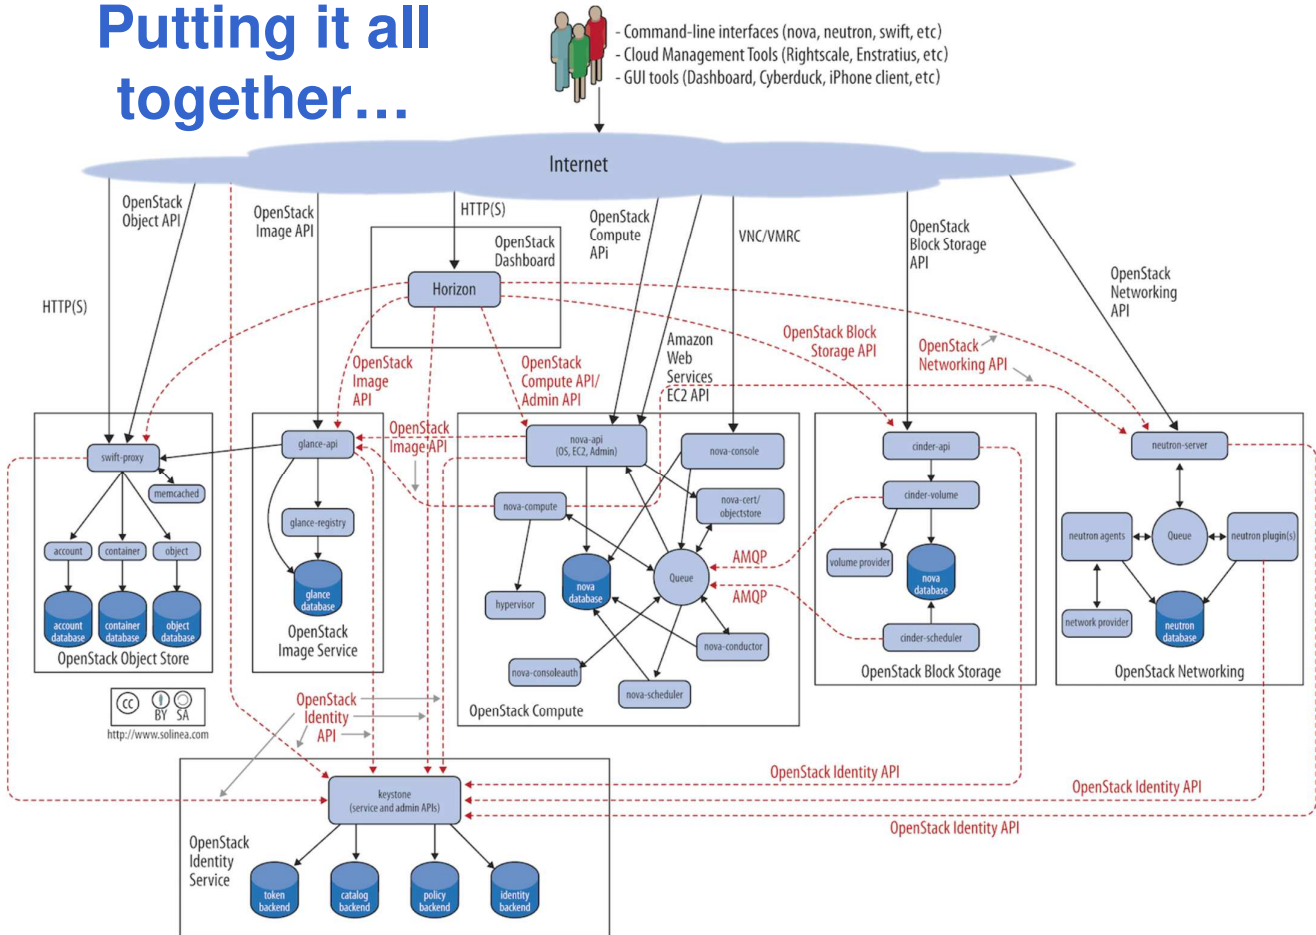 Putting it all
together…
- Command-line interfaces (nova, neutron, swift, etc)
- Cloud Management Tools (Rightscale, Enstratius, etc)
- GUI tools (Dashboard, Cyberduck, iPhone client, etc)
Internet
OpenStack
Object API
HTTP(S)
OpenStack
Image API
HTTP(S)
OpenStack
Dashboard
Horizon
OpenStack
Compute
APi
VNC/VMRC
Amazon
Web
Services
EC2 API
OpenStack
Block Storage
API
OpenStack
Networking
API
OpenStack
Image
API
OpenStack
Compute API/
Admin API
OpenStack Block
Storage API
OpenStack
Networking API
OpenStack
Image API
swift-proxy
memcached
account
container
object
account
database
container
database
object
database
OpenStack Object Store
glance-api
glance-registry
glance
database
OpenStack
Image Service
nova-api
(OS, EC2, Admin)
nova-console
nova-compute
nova-cert/
objectstore
hypervisor
nova
database
Queue
AMQP
AMQP
nova-conductor
nova-consoleauth
nova-scheduler
OpenStack Compute
cinder-api
cinder-volume
volume provider
nova
database
cinder-scheduler
OpenStack Block Storage
neutron-server
neutron agents
Queue
neutron plugin(s)
network provider
neutron
database
OpenStack Networking
cc
BY SA
http://www.solinea.com
OpenStack
Identity
API
OpenStack Identity API
OpenStack Identity API
OpenStack Identity API
keystone
(service and admin APIs)
OpenStack
Identity
Service
token
backend
catalog
backend
policy
backend
identity
backend